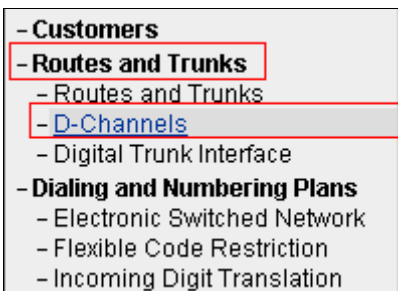 – Customers
– Routes and Trunks
– Routes and Trunks
– D-Channels
– Digital Trunk Interface
– Dialing and Numbering Plans
– Electronic Switched Network
– Flexible Code Restriction
– Incoming Digit Translation